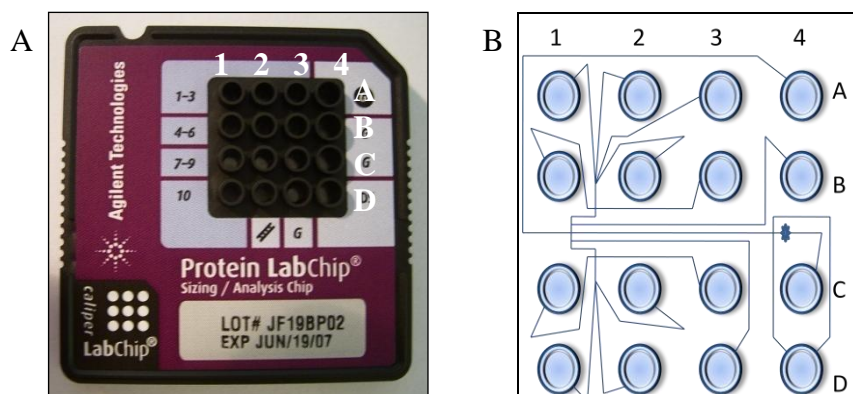 A
1 2 3 4
1-3 A
4-6 B
7-9 C G
10 D
G
Agilent Technologies
Protein LabChip®
Sizing / Analysis Chip
caliper
LabChip®
LOT# JF19BP02
EXP JUN/19/07
B
1 2 3 4
A
B
C
D